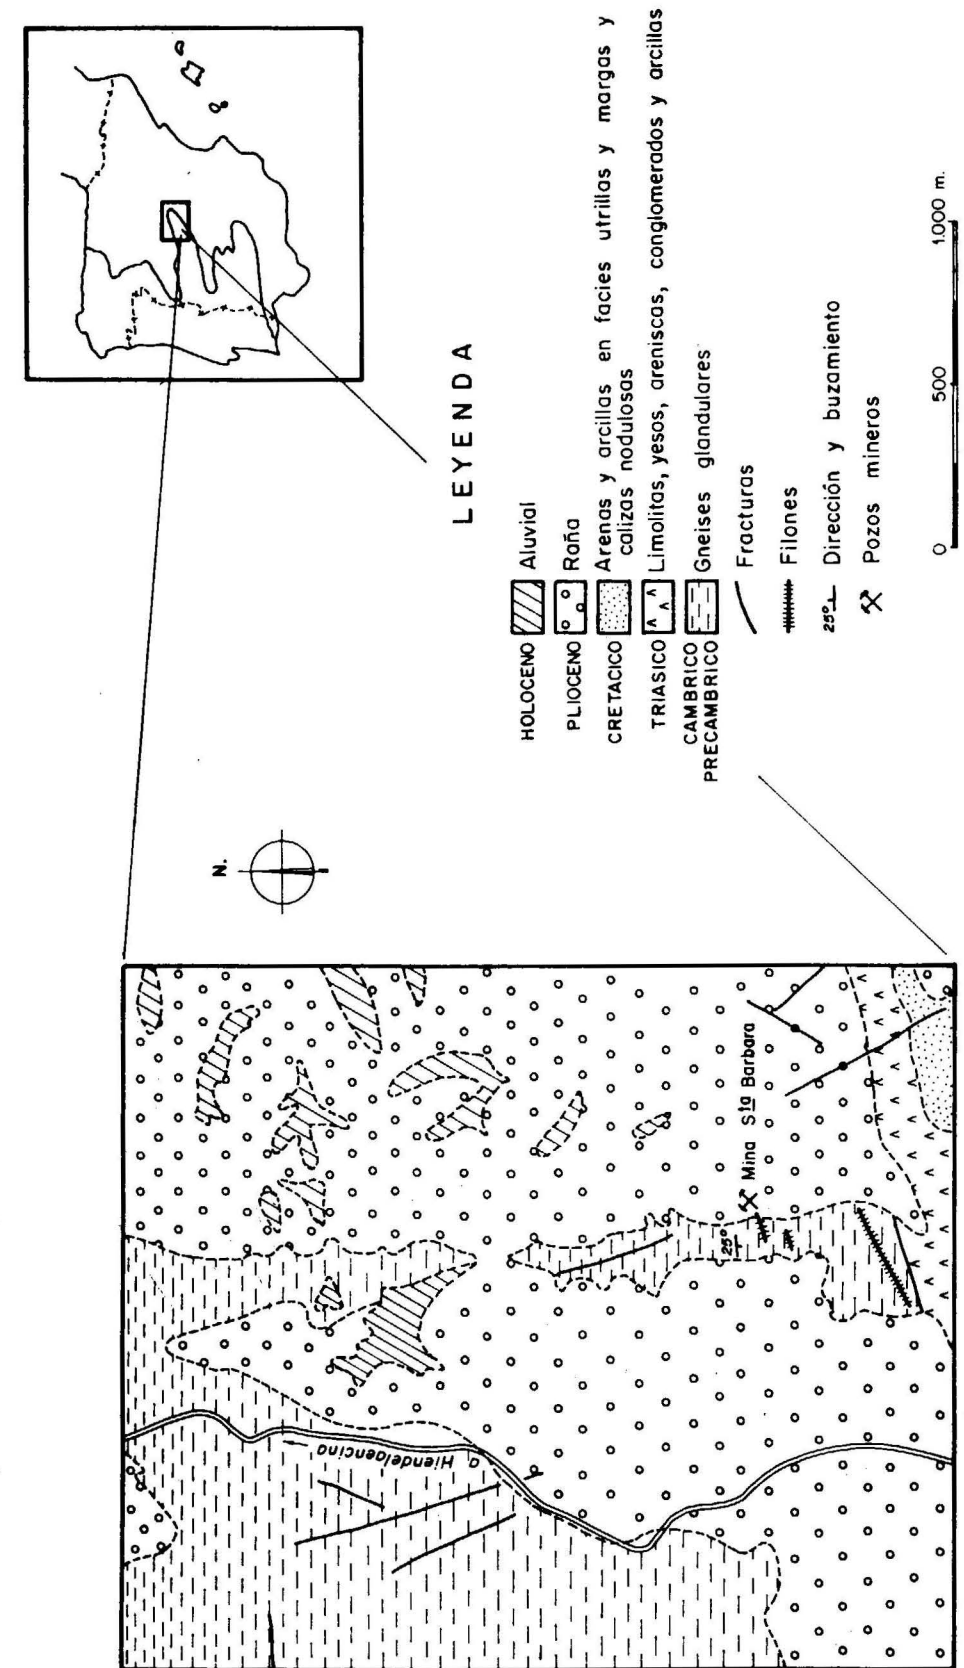 LEYENDA
HOLOCENO Aluvial
PLIOCENO Raña
CRETACICO Arenas y arcillas en facies utrillas y margas y
calizas nodulosas
TRIASICO Limolitas, yesos, areniscas, conglomerados y arcillas
CAMBRICO
PRECAMBRICO Gneises glandulares
Fracturas
Filones
25º Dirección y buzamiento
Pozos mineros
0 500 1.000 m.
N.
a Hiendelaencina
25º
Mina Sta Barbara